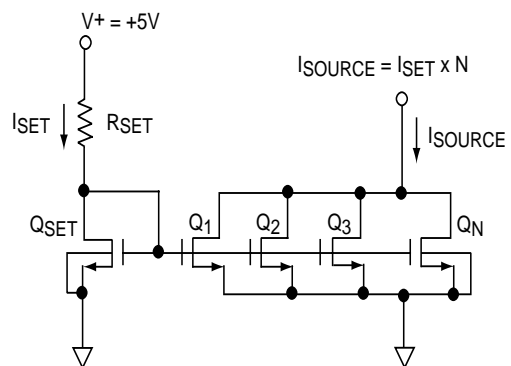 V+ = +5V
ISOURCE = ISET x N
ISET
RSET
ISOURCE
QSET
Q1
Q2
Q3
QN